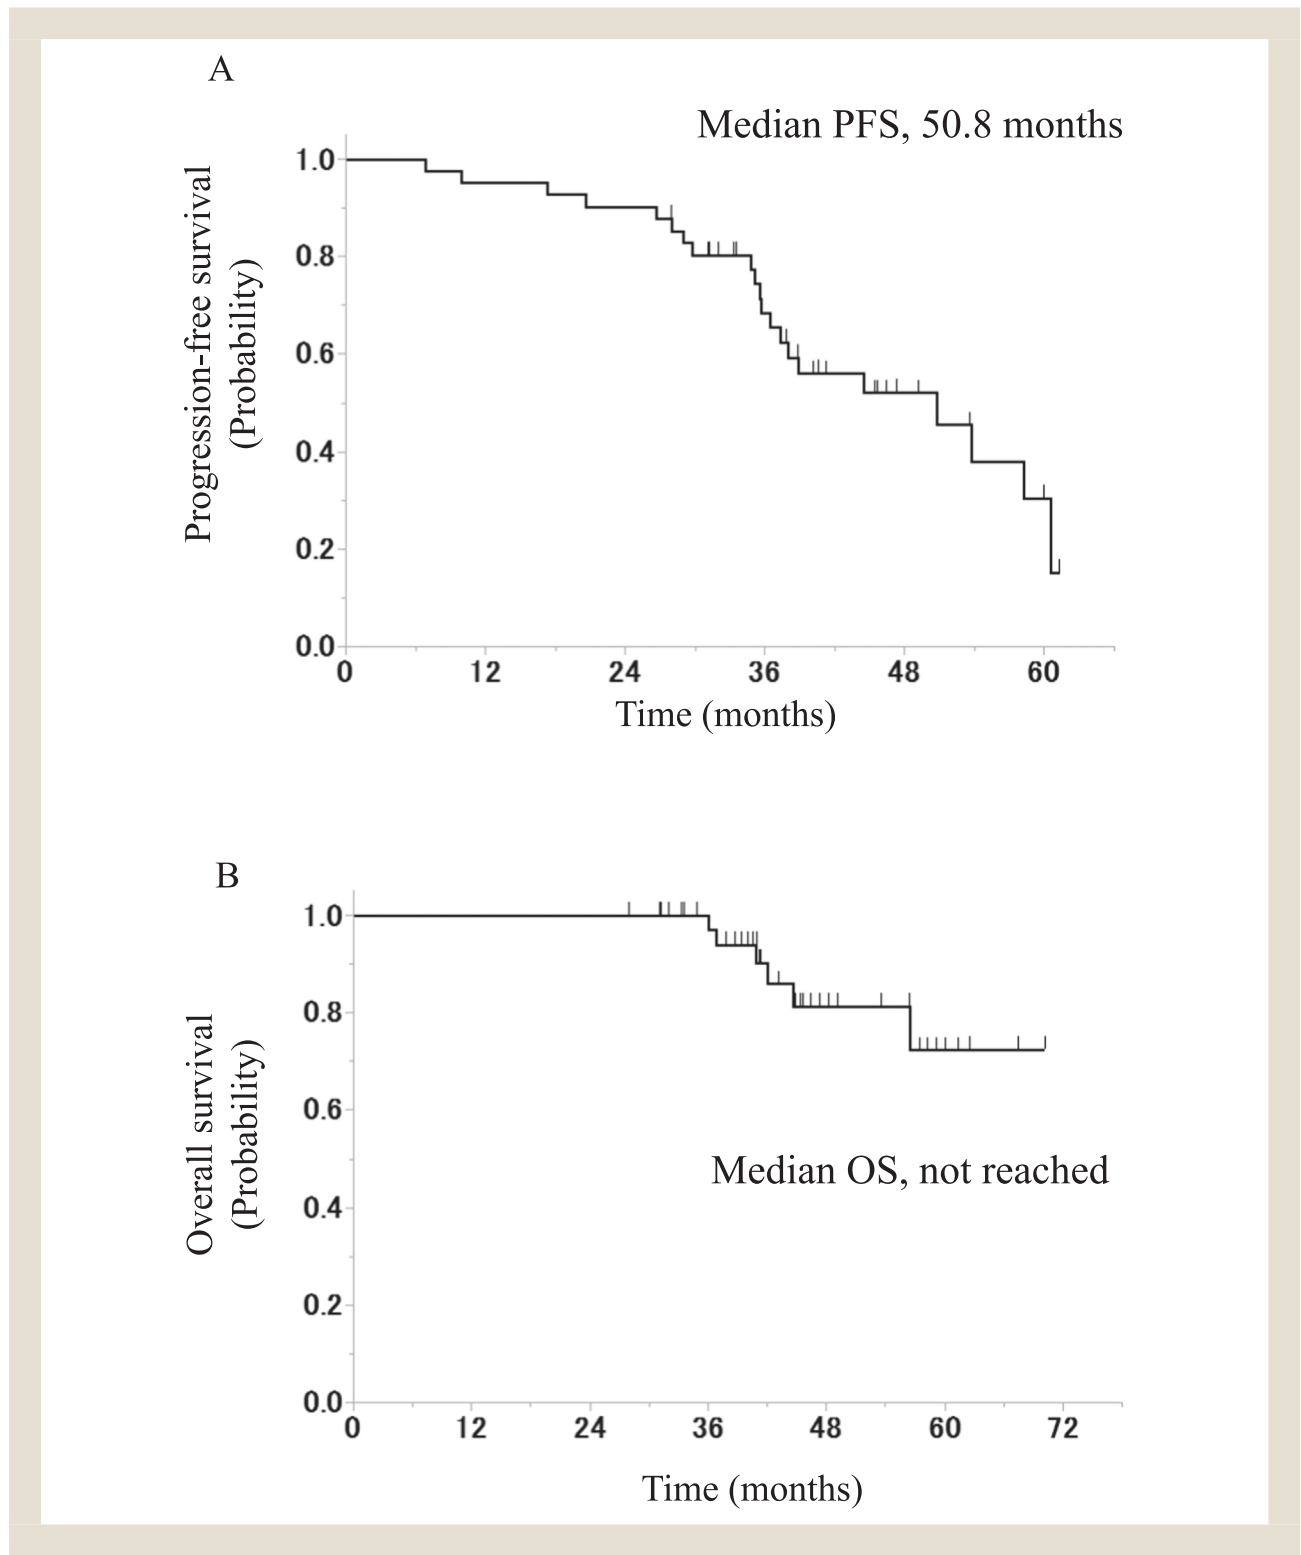 A
Median PFS, 50.8 months
Progression-free survival
(Probability)
1.0
0.8
0.6
0.4
0.2
0.0
0 12 24 36 48 60
Time (months)
B
Overall survival
(Probability)
1.0
0.8
0.6
0.4
0.2
0.0
Median OS, not reached
0 12 24 36 48 60 72
Time (months)